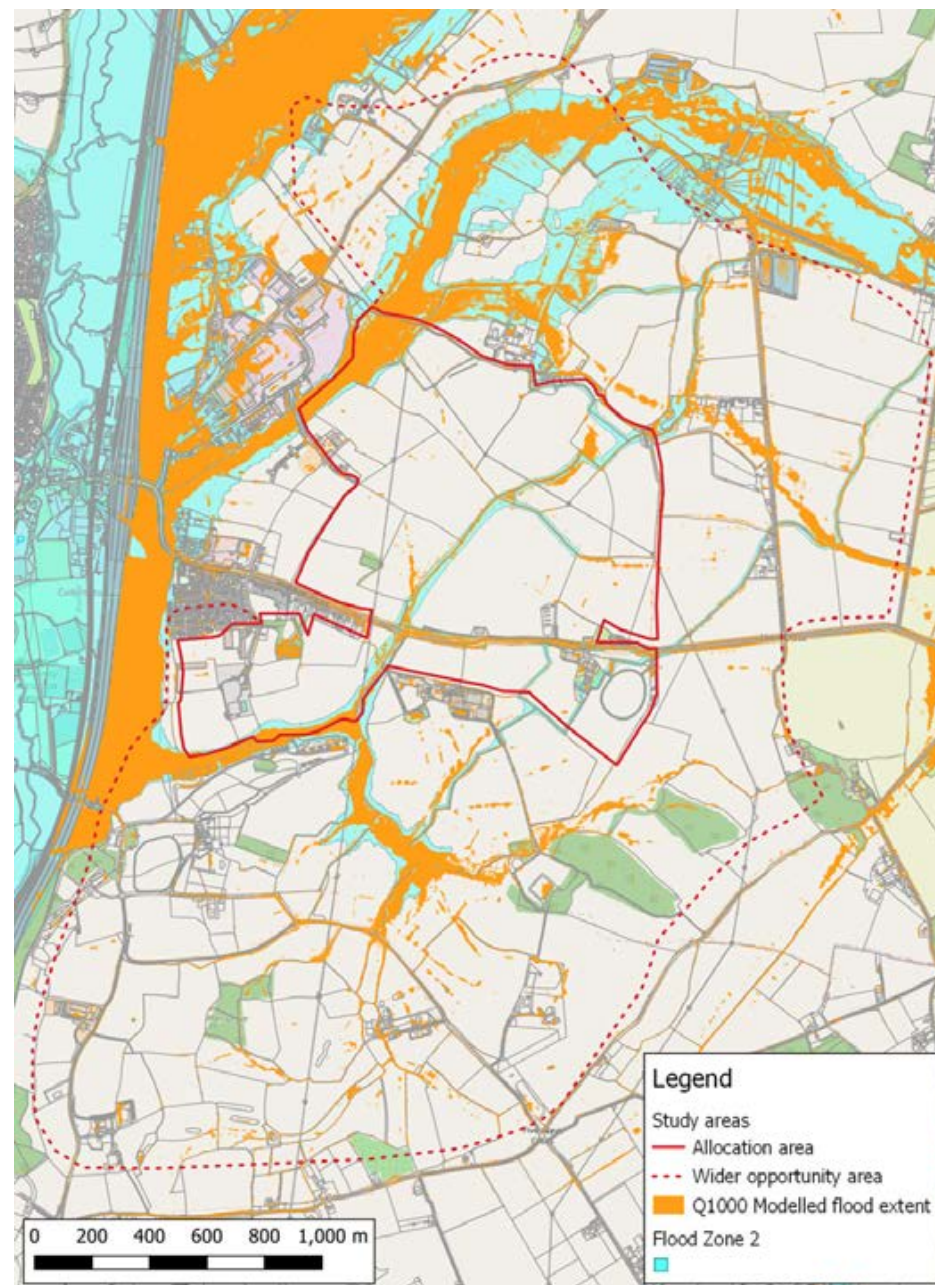 Legend
Study areas
Allocation area
Wider opportunity area
Q1000 Modelled flood extent
Flood Zone 2
0 200 400 600 800 1,000 m